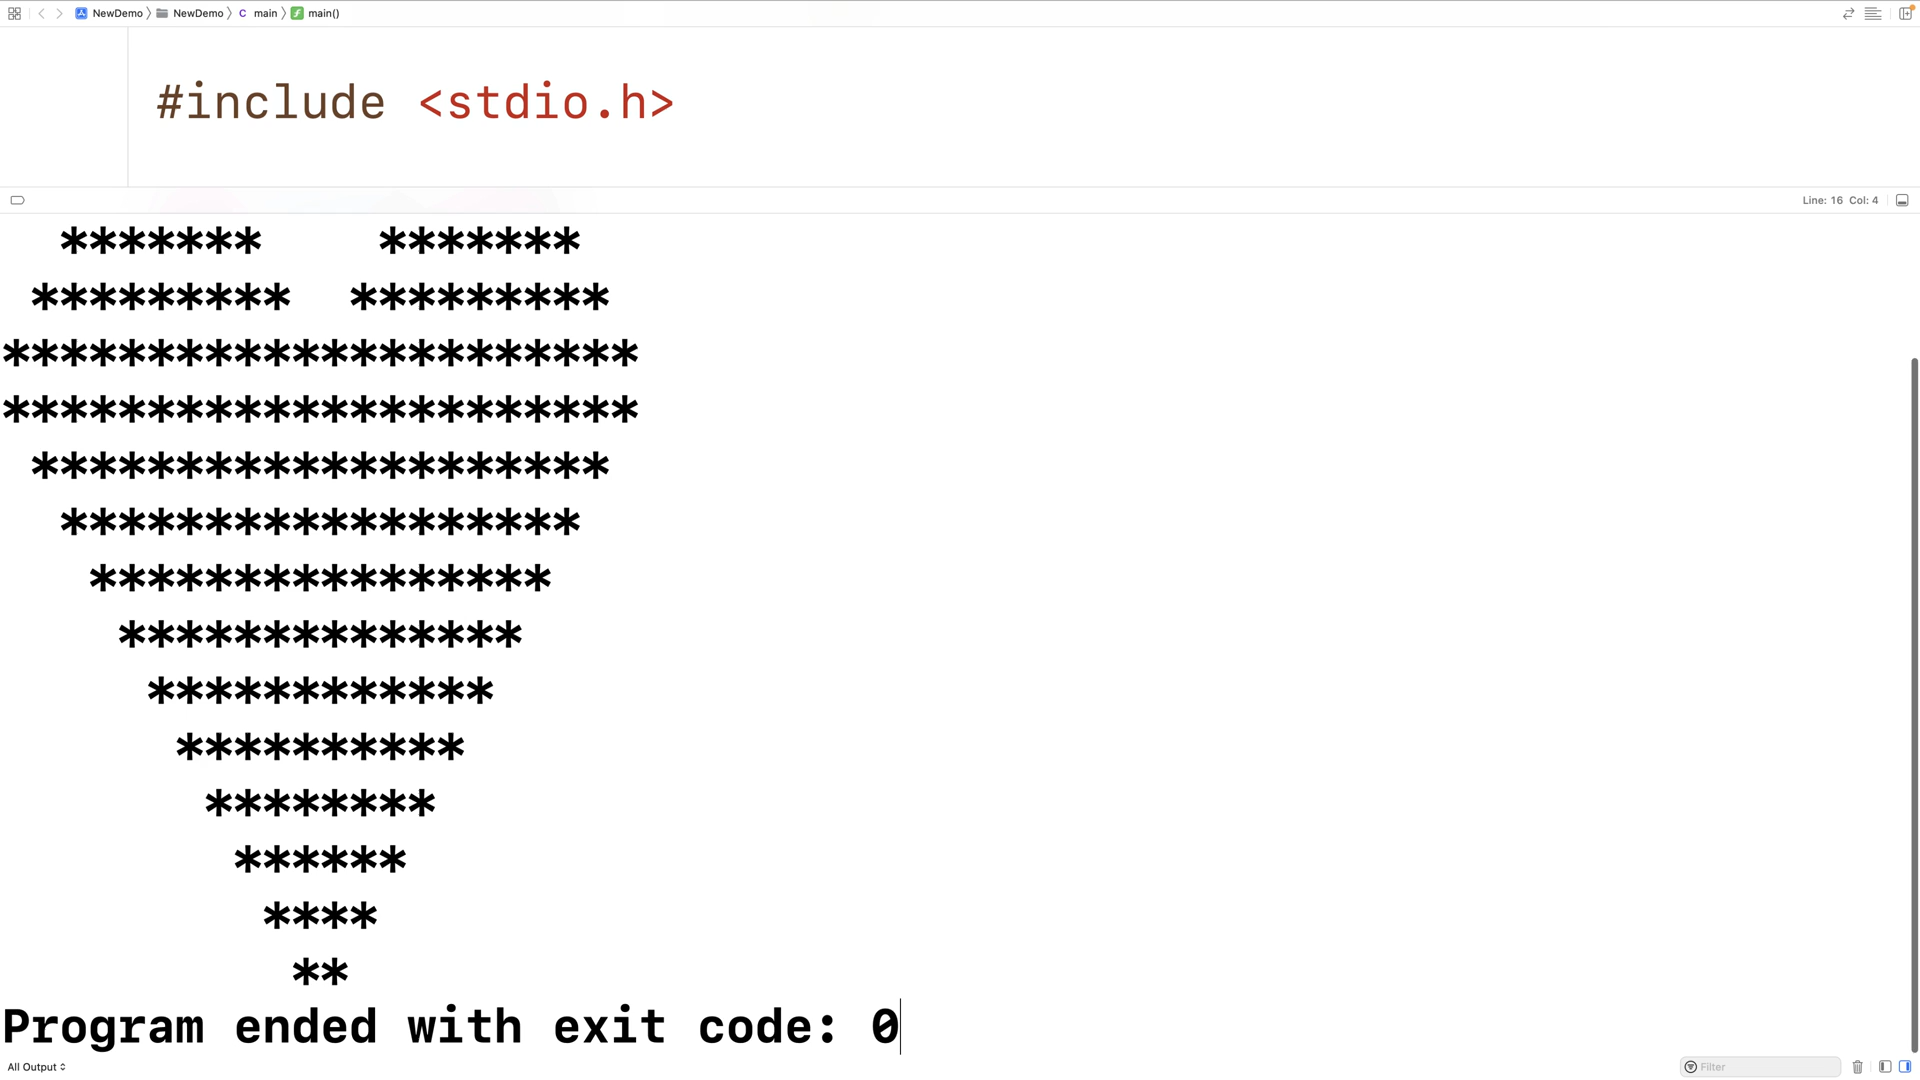 NewDemo 〉 NewDemo 〉 C main 〉 f main()
#include <stdio.h>
Line: 16 Col: 4
    *******    *******
 *********  *********
**********************
**********************
 ********************
  ******************
   ****************
    **************
     ************
      **********
       ********
        ******
         ****
          **
Program ended with exit code: 0
All Output
Filter